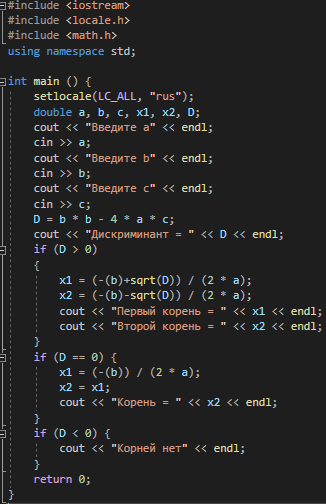 #include <iostream>
#include <locale.h>
#include <math.h>
using namespace std;
int main () {
setlocale(LC_ALL, "rus");
double a, b, c, x1, x2, D;
cout << "Введите a" << endl;
cin >> a;
cout << "Введите b" << endl;
cin >> b;
cout << "Введите c" << endl;
cin >> c;
D = b * b - 4 * a * c;
cout << "Дискриминант = " << D << endl;
if (D > 0)
{
x1 = (-(b)+sqrt(D)) / (2 * a);
x2 = (-(b)-sqrt(D)) / (2 * a);
cout << "Первый корень = " << x1 << endl;
cout << "Второй корень = " << x2 << endl;
}
if (D == 0) {
x1 = (-(b)) / (2 * a);
x2 = x1;
cout << "Корень = " << x2 << endl;
}
if (D < 0) {
cout << "Корней нет" << endl;
}
return 0;
}